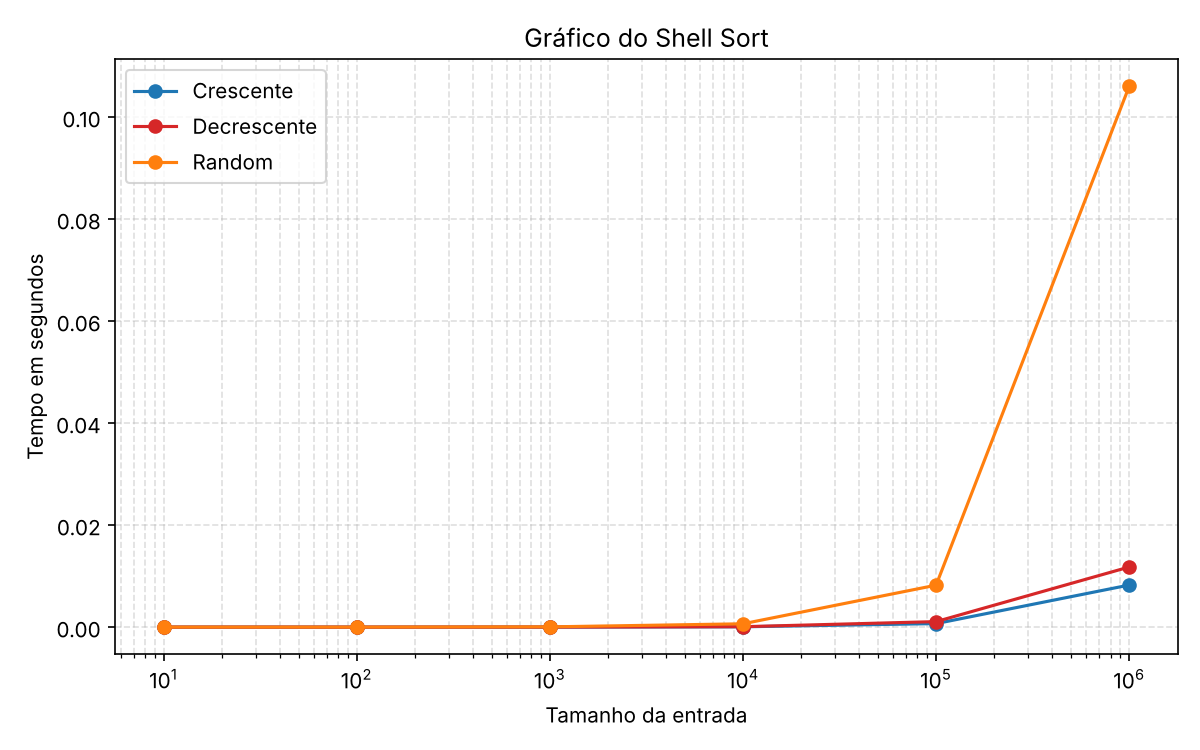 Gráfico do Shell Sort
Crescente
Decrescente
Random
Tempo em segundos
0.10
0.08
0.06
0.04
0.02
0.00
10¹ 10² 10³ 10⁴ 10⁵ 10⁶
Tamanho da entrada